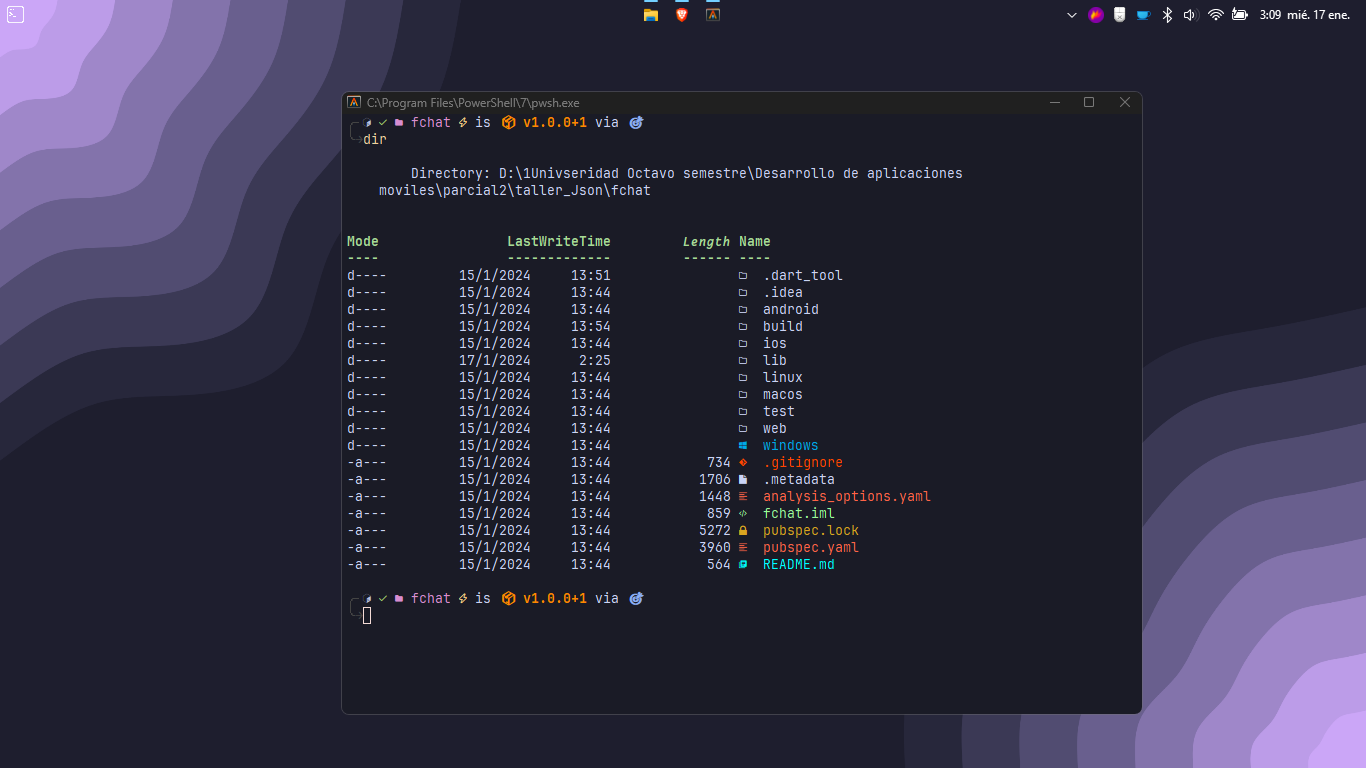 3:09 mié. 17 ene.
C:\Program Files\PowerShell\7\pwsh.exe
fchat is v1.0.0+1 via
dir
Directory: D:\1Univseridad Octavo semestre\Desarrollo de aplicaciones
moviles\parcial2\taller_Json\fchat
Mode LastWriteTime Length Name
---- ------------- ------ ----
d---- 15/1/2024 13:51 .dart_tool
d---- 15/1/2024 13:44 .idea
d---- 15/1/2024 13:44 android
d---- 15/1/2024 13:54 build
d---- 15/1/2024 13:44 ios
d---- 17/1/2024 2:25 lib
d---- 15/1/2024 13:44 linux
d---- 15/1/2024 13:44 macos
d---- 15/1/2024 13:44 test
d---- 15/1/2024 13:44 web
d---- 15/1/2024 13:44 windows
-a--- 15/1/2024 13:44 734 .gitignore
-a--- 15/1/2024 13:44 1706 .metadata
-a--- 15/1/2024 13:44 1448 analysis_options.yaml
-a--- 15/1/2024 13:44 859 fchat.iml
-a--- 15/1/2024 13:44 5272 pubspec.lock
-a--- 15/1/2024 13:44 3960 pubspec.yaml
-a--- 15/1/2024 13:44 564 README.md
fchat is v1.0.0+1 via